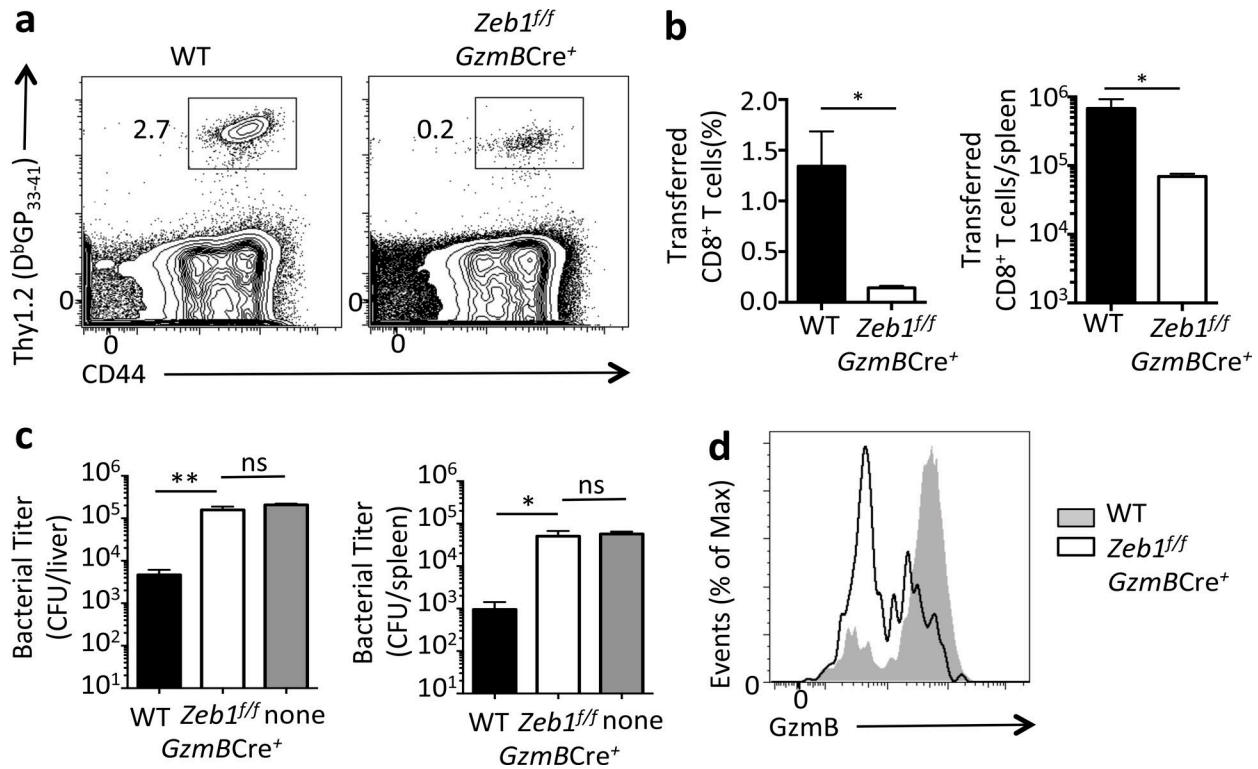 a
WT
Zeb1f/f
GzmBCre+
Thy1.2 (DbGP33-41)
2.7
0.2
0
0
0
0
CD44
b
*
Transferred
CD8+ T cells(%)
2.0
1.5
1.0
0.5
0.0
WT
Zeb1f/f
GzmBCre+
*
Transferred
CD8+ T cells/spleen
106
105
104
103
WT
Zeb1f/f
GzmBCre+
c
**
ns
Bacterial Titer
(CFU/liver)
106
105
104
103
102
101
WT Zeb1f/f none
GzmBCre+
*
ns
Bacterial Titer
(CFU/spleen)
106
105
104
103
102
101
WT Zeb1f/f none
GzmBCre+
d
Events (% of Max)
0
0
GzmB
WT
Zeb1f/f
GzmBCre+